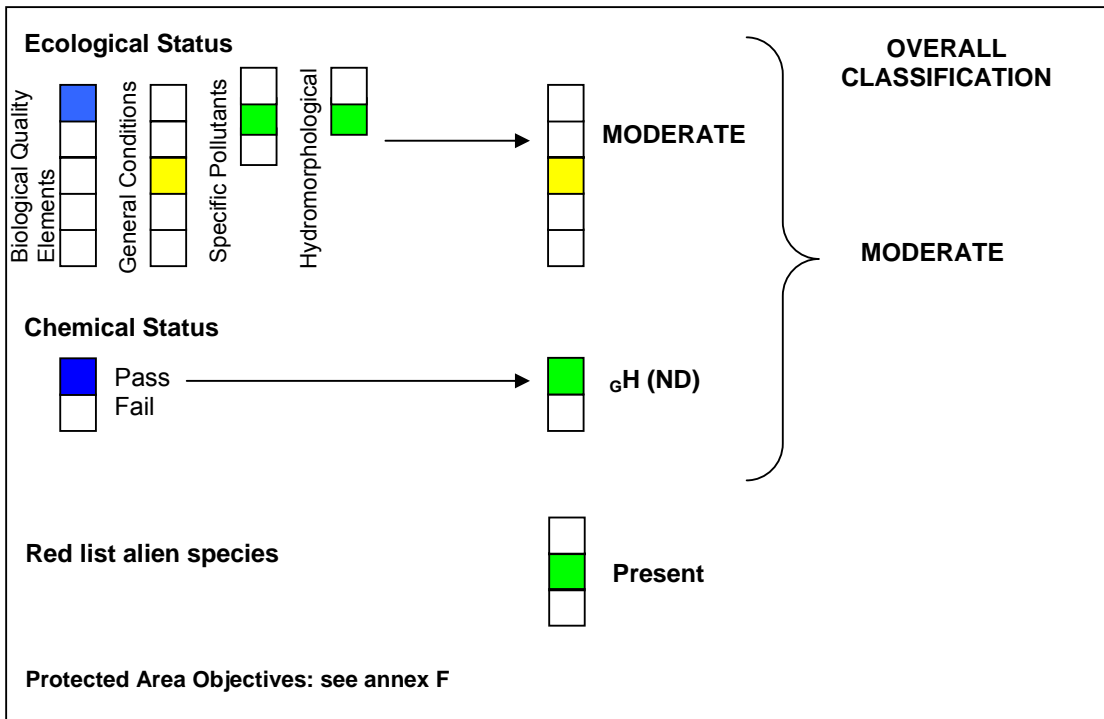 Ecological Status
OVERALL
CLASSIFICATION
Biological Quality
Elements
General Conditions
Specific Pollutants
Hydromorphological
MODERATE
MODERATE
Chemical Status
Pass
Fail
GH (ND)
Red list alien species
Present
Protected Area Objectives: see annex F